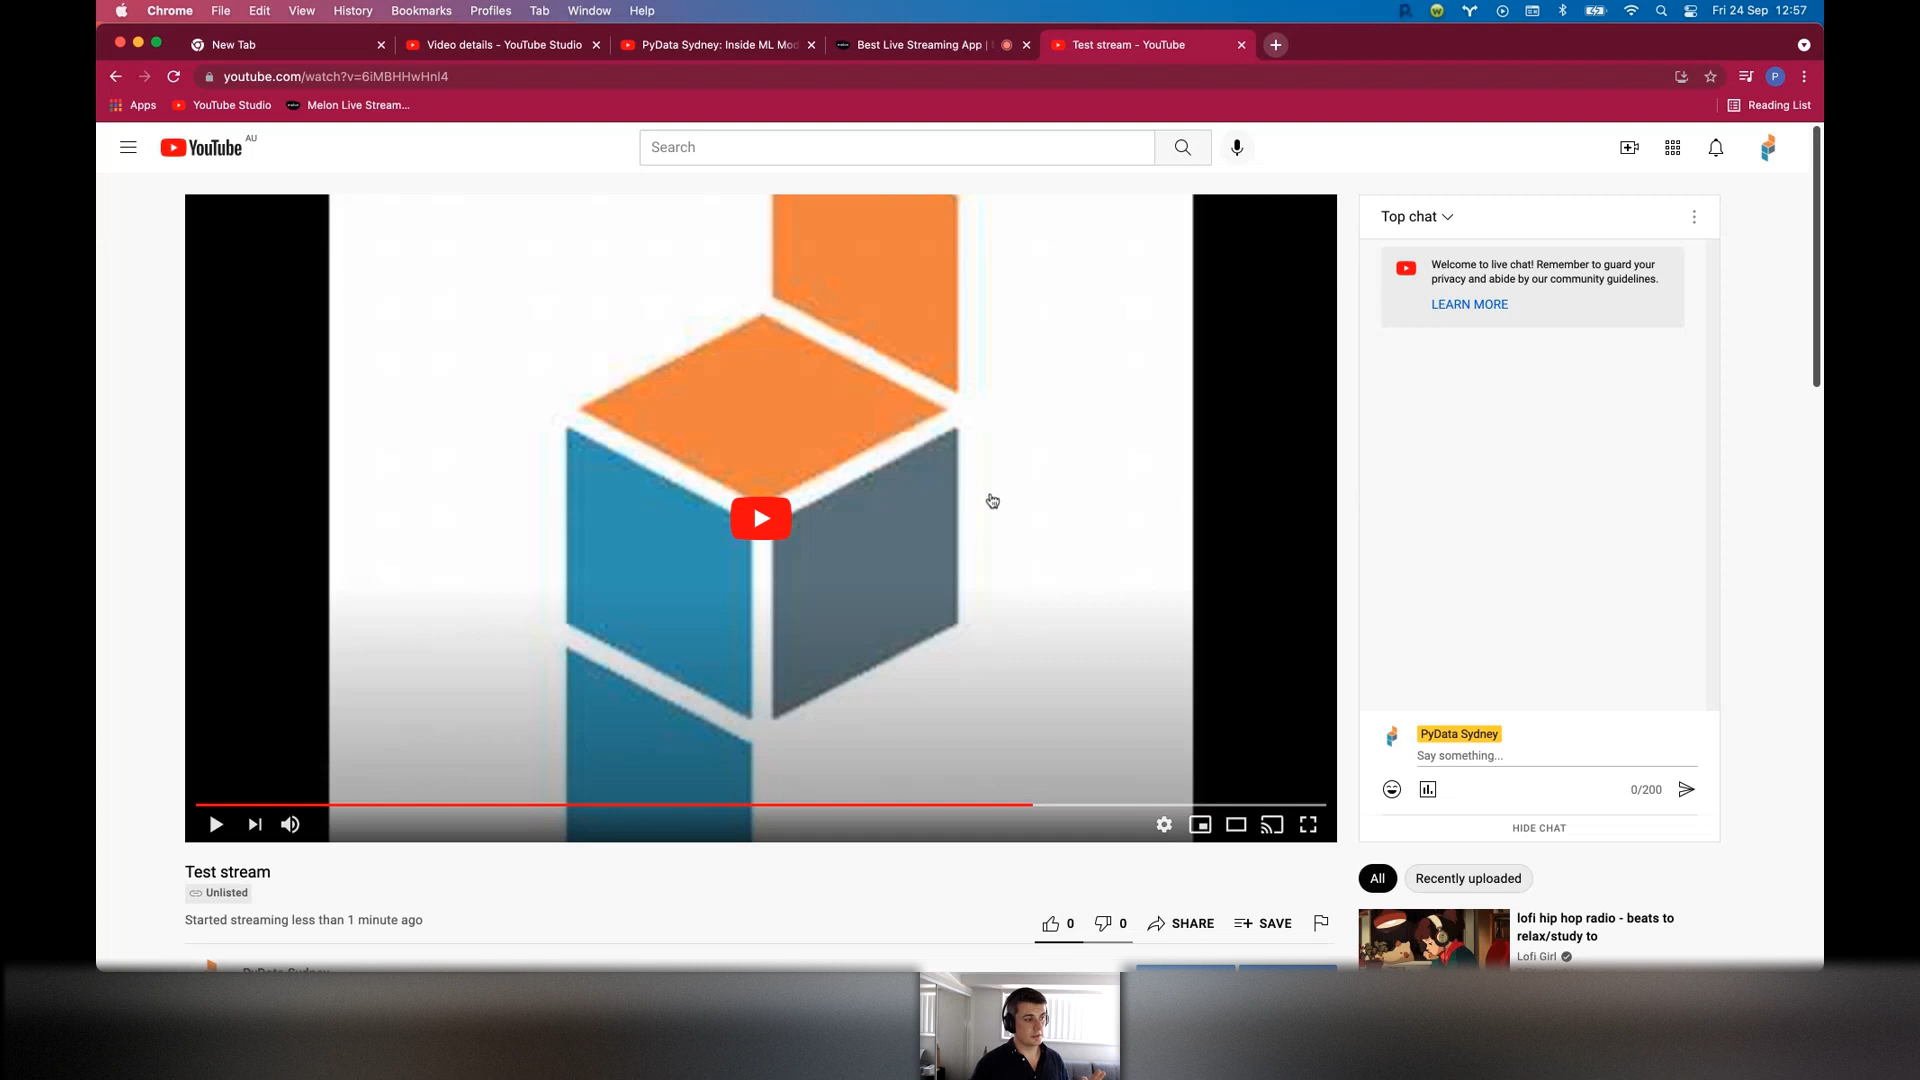 Chrome File Edit View History Bookmarks Profiles Tab Window Help
Fri 24 Sep 12:57
New Tab
Video details - YouTube Studio
PyData Sydney: Inside ML Mod
Best Live Streaming App |
Test stream - YouTube
youtube.com/watch?v=6iMBHHwHnl4
P
Apps YouTube Studio Melon Live Stream... Reading List
YouTube AU
Search
Top chat
Welcome to live chat! Remember to guard your
privacy and abide by our community guidelines.
LEARN MORE
PyData Sydney
Say something...
0/200
HIDE CHAT
Test stream
Unlisted
Started streaming less than 1 minute ago
0 0 SHARE SAVE
All Recently uploaded
lofi hip hop radio - beats to
relax/study to
Lofi Girl
PyData Sydney